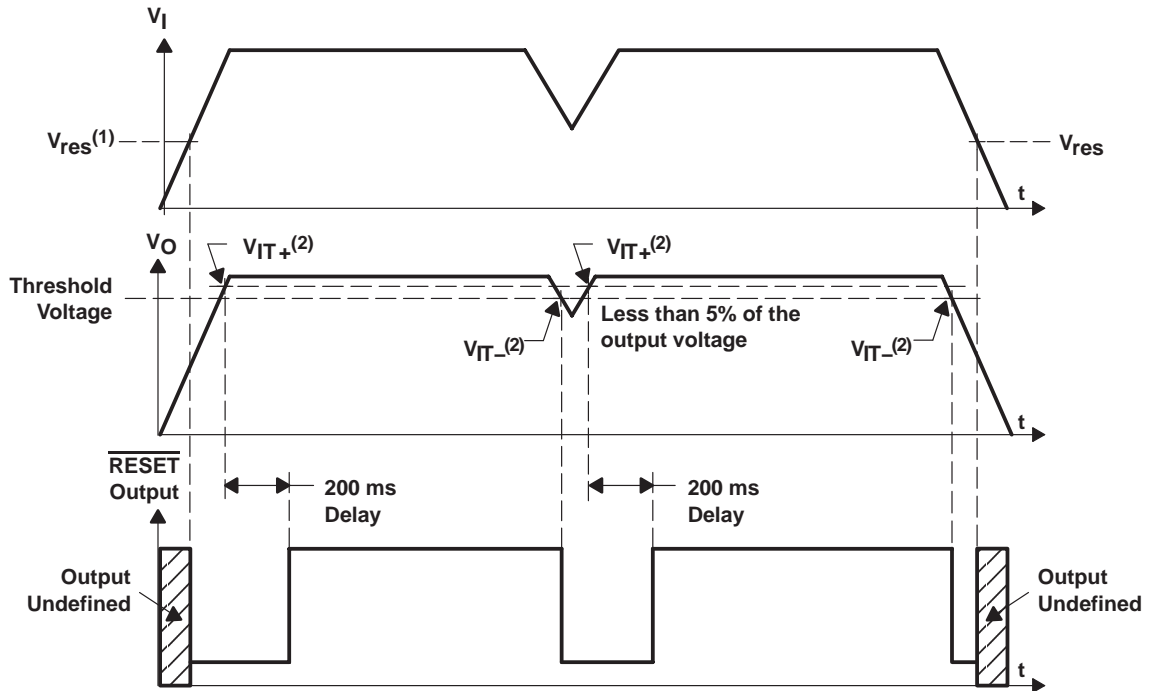 VI
Vres(1)
Vres
t
VO
VIT+(2)
VIT+(2)
Threshold
Voltage
Less than 5% of the
output voltage
VIT–(2)
VIT–(2)
t
RESET
Output
200 ms
Delay
200 ms
Delay
Output
Undefined
Output
Undefined
t